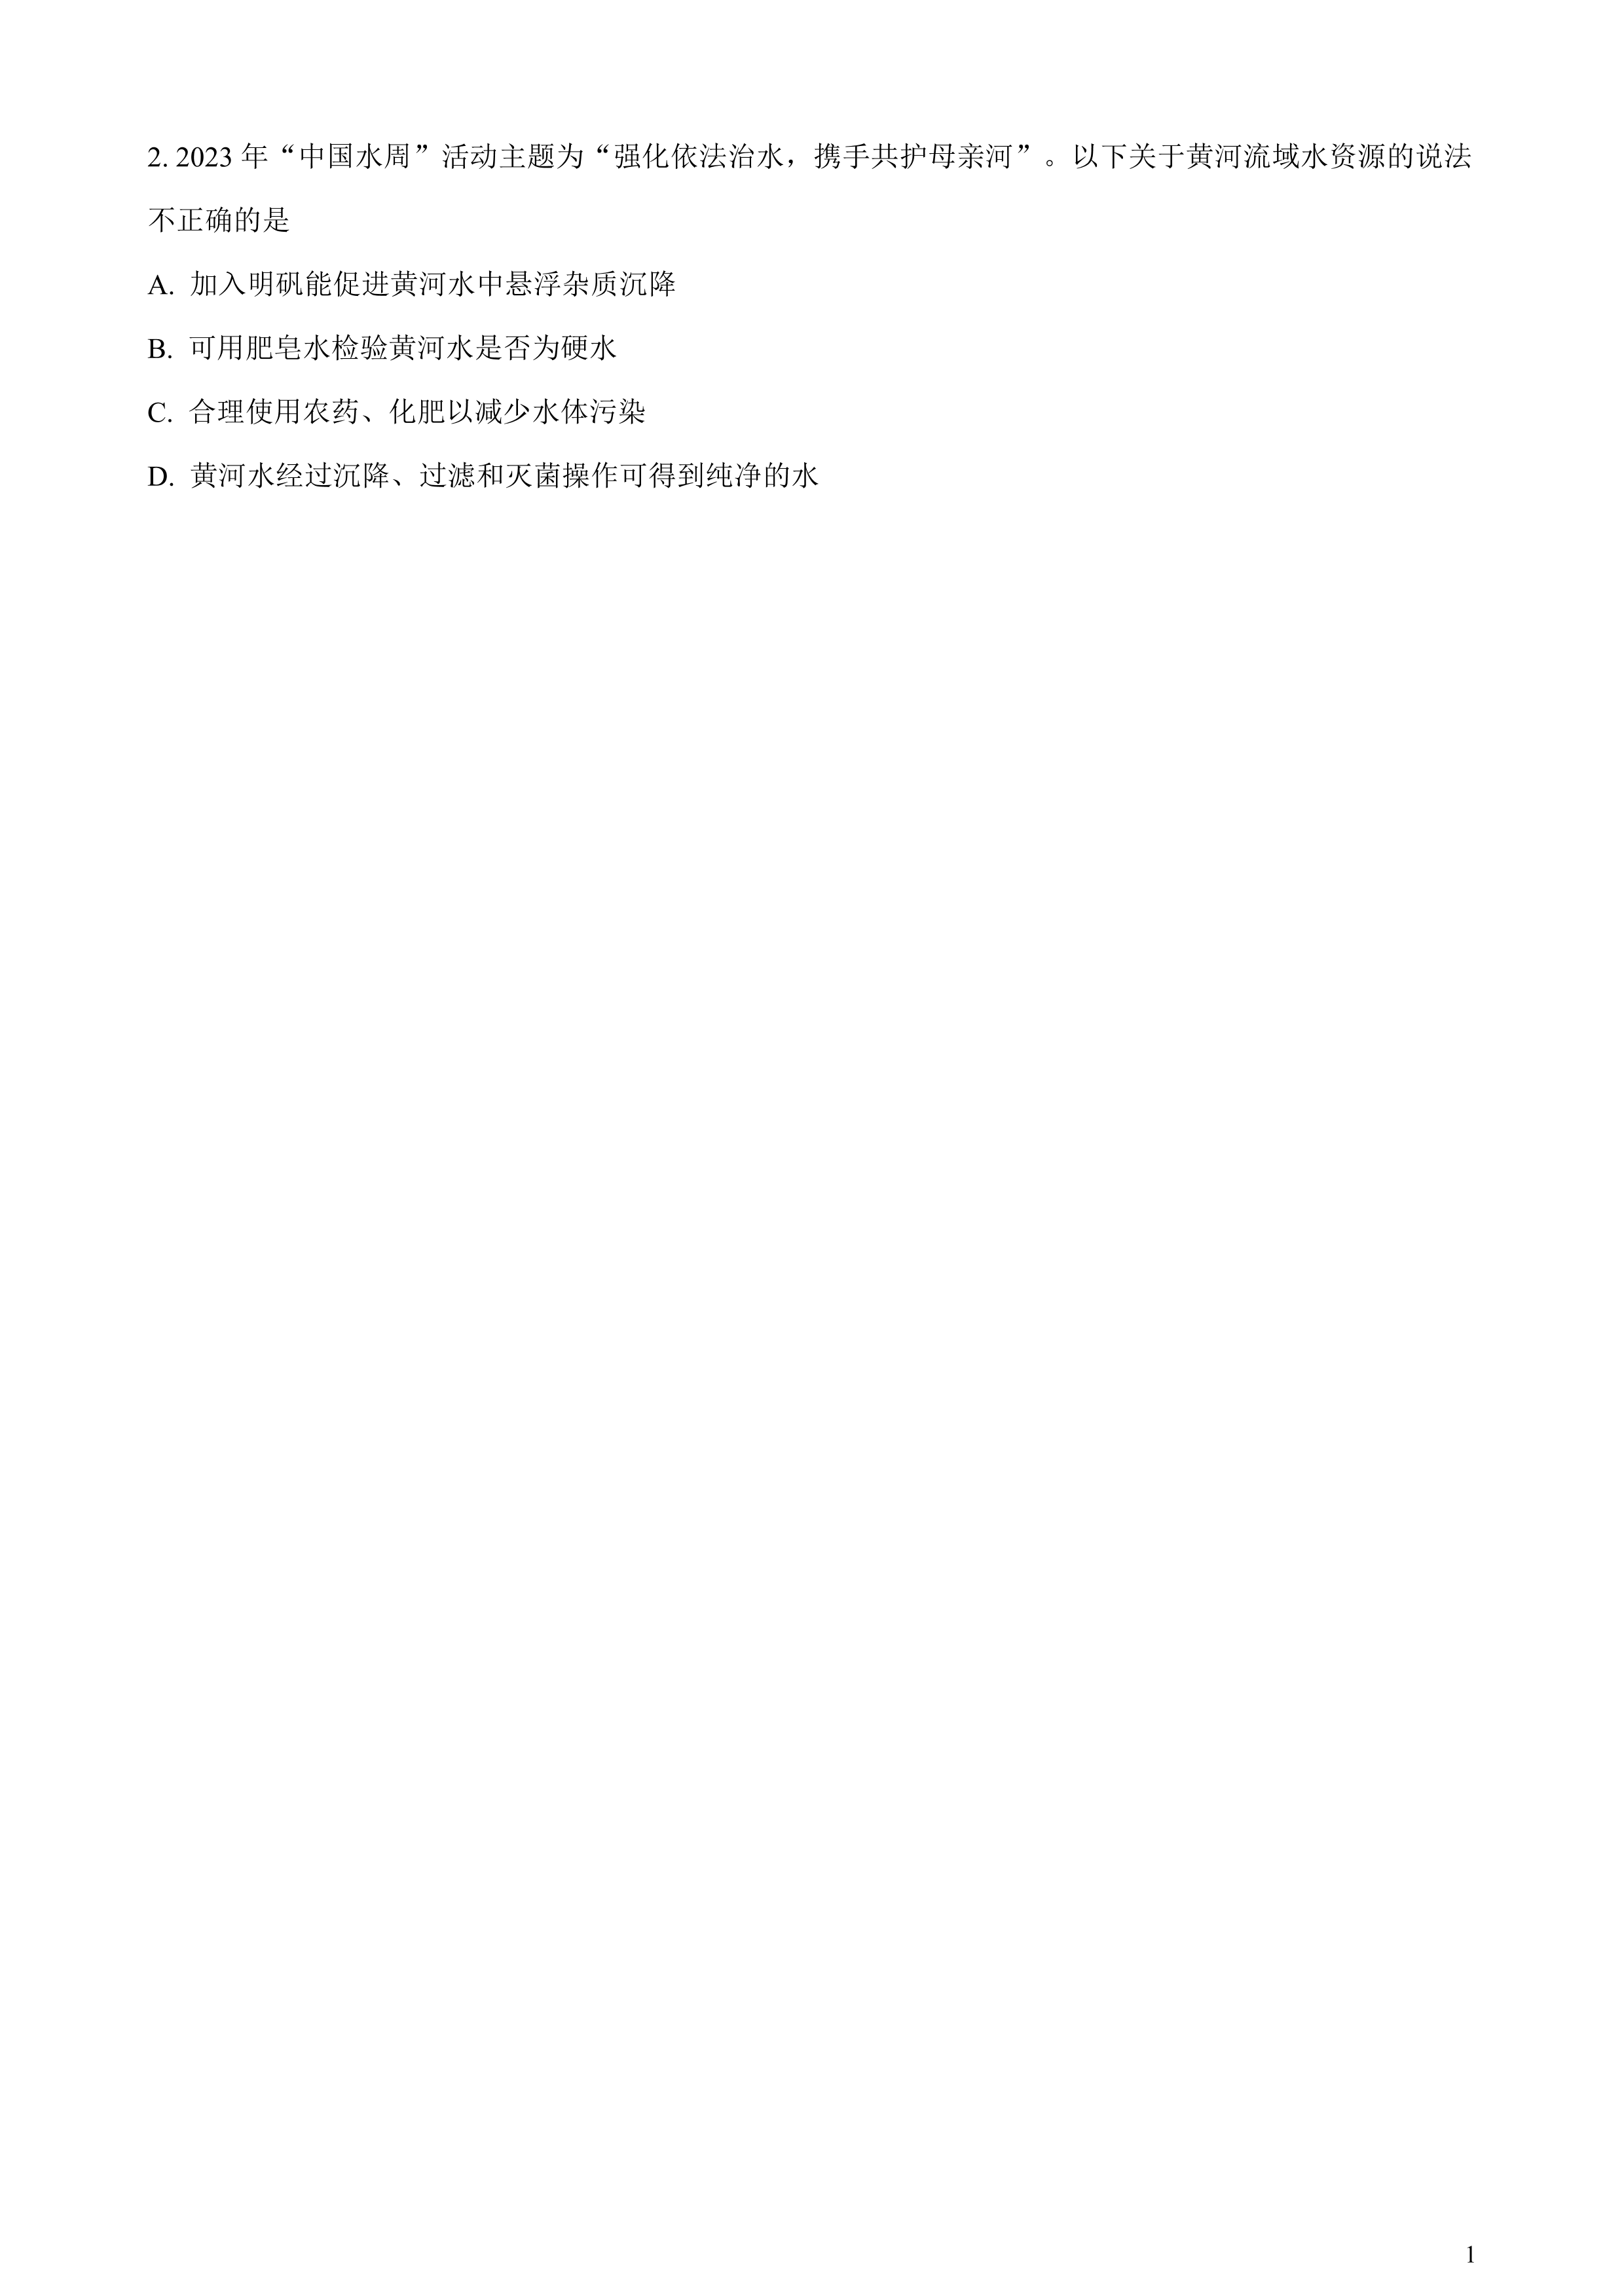 2. 2023 年“中国水周”活动主题为“强化依法治水，携手共护母亲河”。以下关于黄河流域水资源的说法
不正确的是
A. 加入明矾能促进黄河水中悬浮杂质沉降
B. 可用肥皂水检验黄河水是否为硬水
C. 合理使用农药、化肥以减少水体污染
D. 黄河水经过沉降、过滤和灭菌操作可得到纯净的水
1